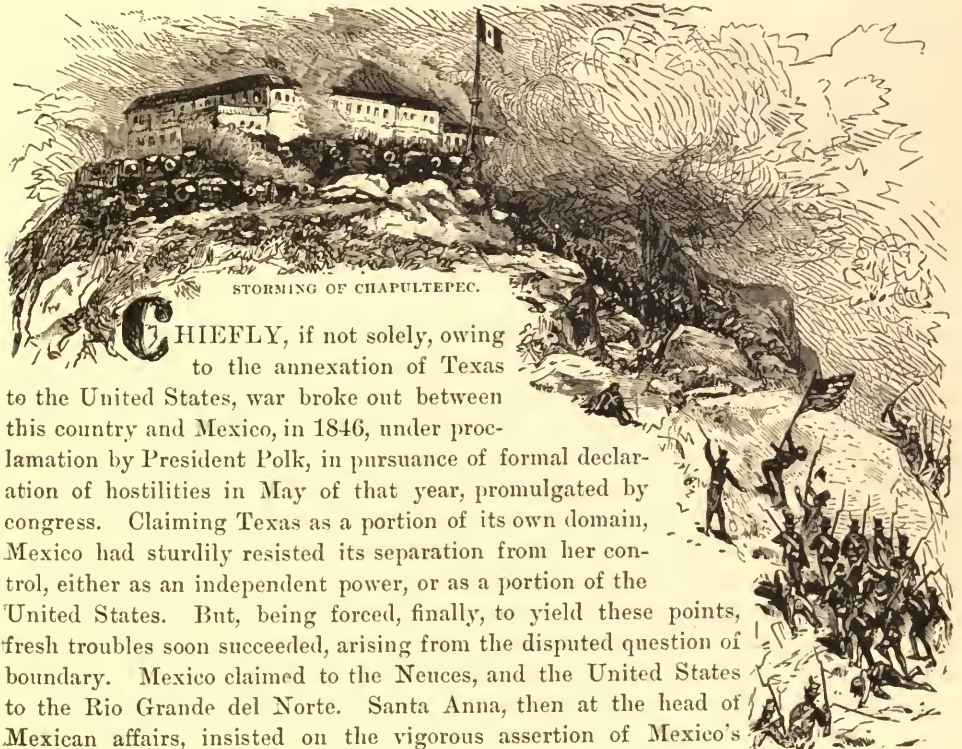 STORMING OF CHAPULTEPEC.
CHIEFLY, if not solely, owing
to the annexation of Texas
to the United States, war broke out between
this country and Mexico, in 1846, under proc-
lamation by President Polk, in pursuance of formal declar-
ation of hostilities in May of that year, promulgated by
congress. Claiming Texas as a portion of its own domain,
Mexico had sturdily resisted its separation from her con-
trol, either as an independent power, or as a portion of the
United States. But, being forced, finally, to yield these points,
fresh troubles soon succeeded, arising from the disputed question of
boundary. Mexico claimed to the Neuces, and the United States
to the Rio Grande del Norte. Santa Anna, then at the head of
Mexican affairs, insisted on the vigorous assertion of Mexico's